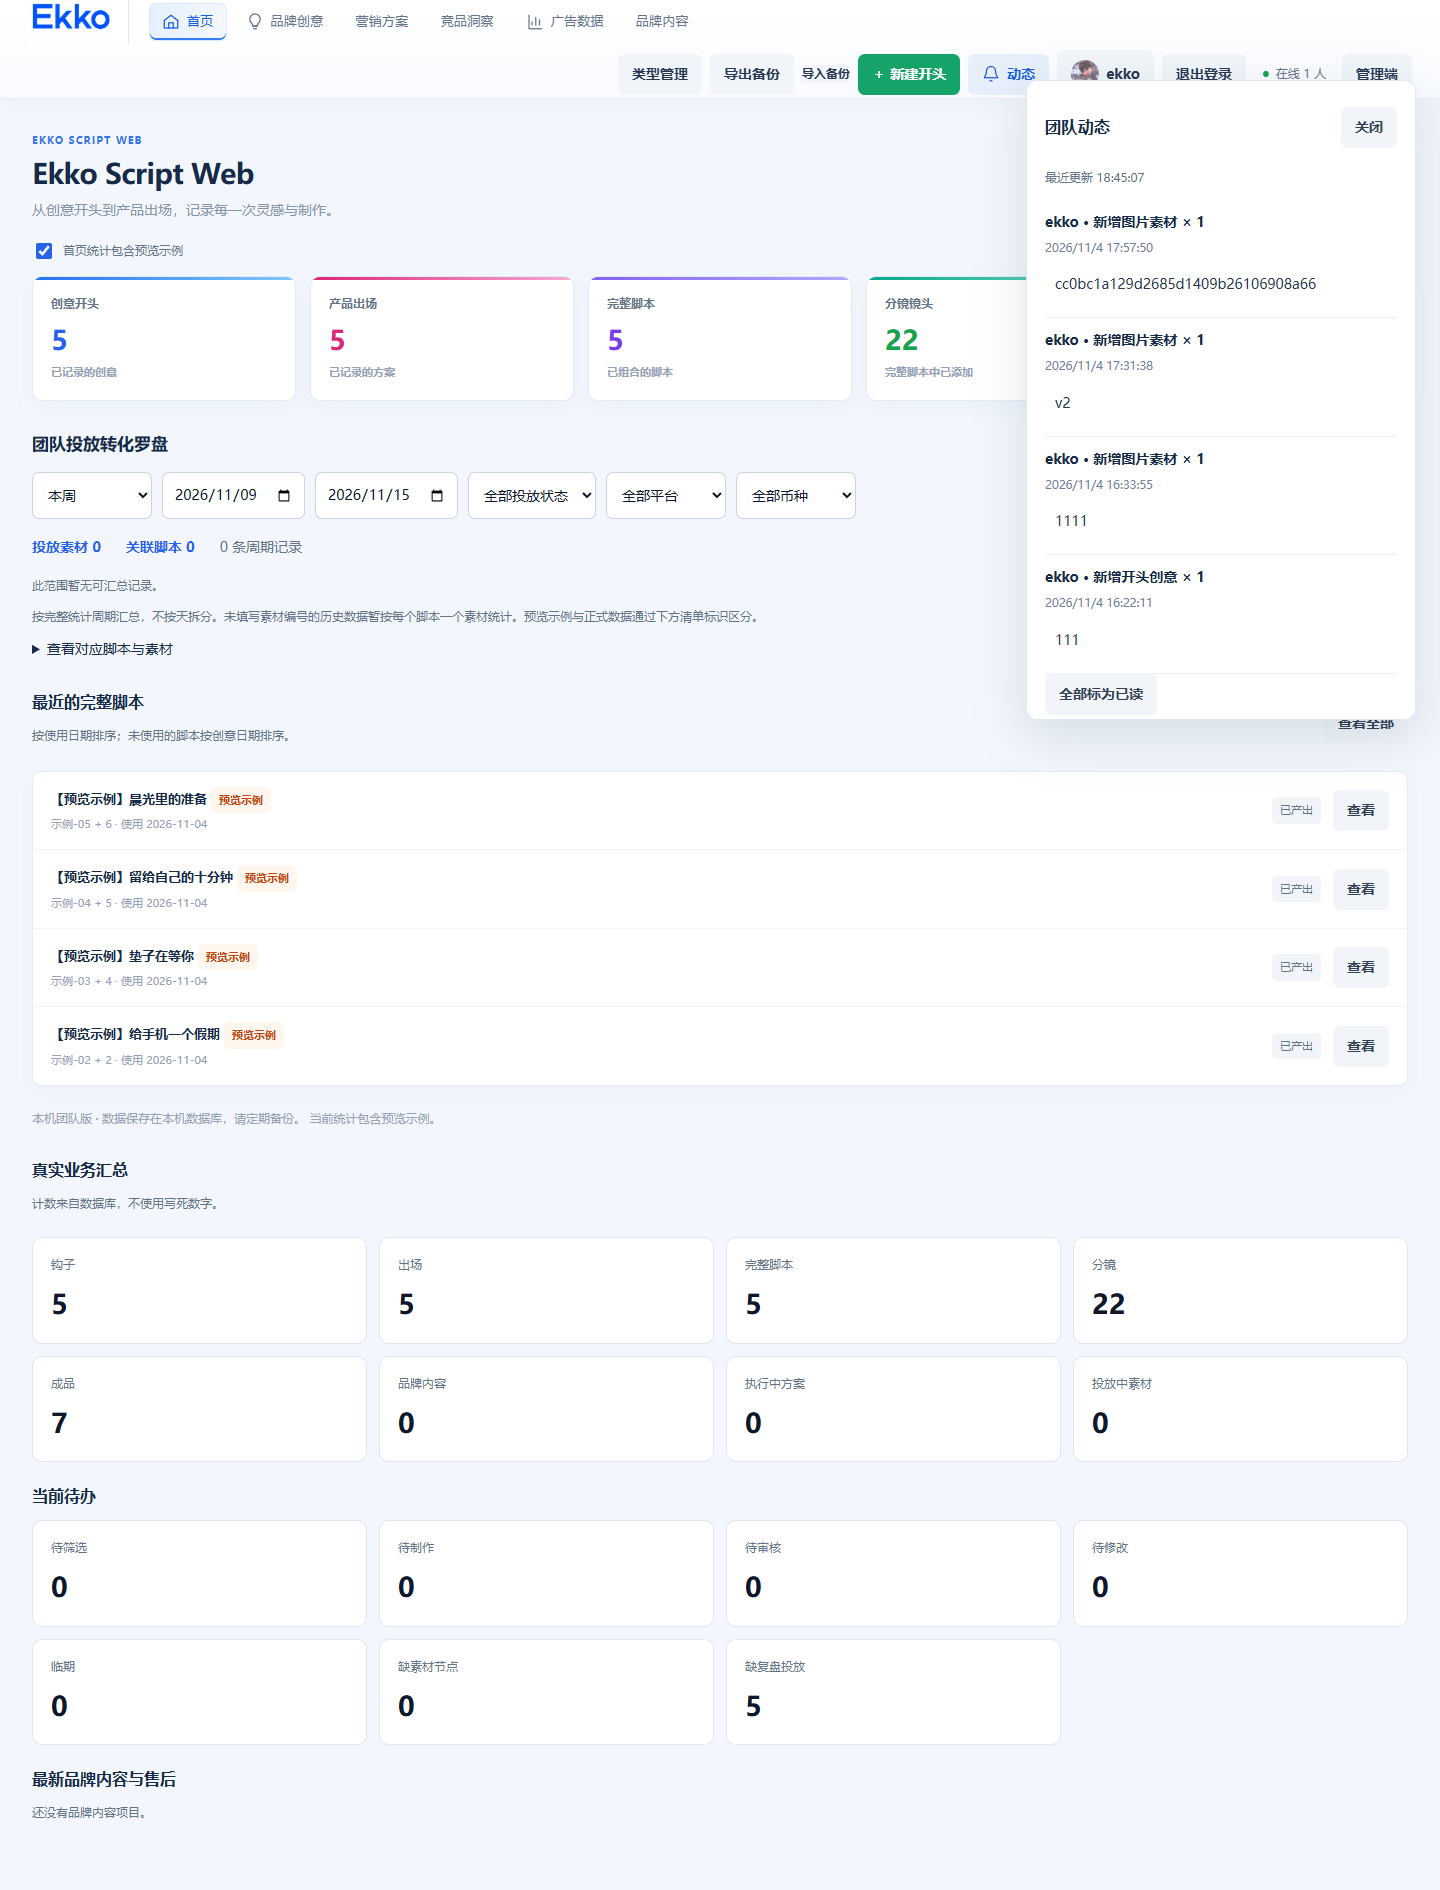 Ekko
首页
品牌创意
营销方案
竞品洞察
广告数据
品牌内容
类型管理
导出备份
导入备份
+ 新建开头
动态
ekko
退出登录
在线 1 人
管理端
EKKO SCRIPT WEB
Ekko Script Web
从创意开头到产品出场，记录每一次灵感与制作。
首页统计包含预览示例
创意开头
5
已记录的创意
产品出场
5
已记录的方案
完整脚本
5
已组合的脚本
分镜镜头
22
完整脚本中已添加
团队动态
关闭
最近更新 18:45:07
ekko • 新增图片素材 × 1
2026/11/4 17:57:50
cc0bc1a129d2685d1409b26106908a66
ekko • 新增图片素材 × 1
2026/11/4 17:31:38
v2
ekko • 新增图片素材 × 1
2026/11/4 16:33:55
1111
ekko • 新增开头创意 × 1
2026/11/4 16:22:11
111
全部标为已读
团队投放转化罗盘
本周
2026/11/09
2026/11/15
全部投放状态
全部平台
全部币种
投放素材 0
关联脚本 0
0 条周期记录
此范围暂无可汇总记录。
按完整统计周期汇总，不按天拆分。未填写素材编号的历史数据暂按每个脚本一个素材统计。预览示例与正式数据通过下方清单标识区分。
查看对应脚本与素材
最近的完整脚本
按使用日期排序；未使用的脚本按创意日期排序。
查看全部
【预览示例】晨光里的准备 预览示例
示例-05 + 6 · 使用 2026-11-04
已产出
查看
【预览示例】留给自己的十分钟 预览示例
示例-04 + 5 · 使用 2026-11-04
已产出
查看
【预览示例】垫子在等你 预览示例
示例-03 + 4 · 使用 2026-11-04
已产出
查看
【预览示例】给手机一个假期 预览示例
示例-02 + 2 · 使用 2026-11-04
已产出
查看
本机团队版 · 数据保存在本机数据库，请定期备份。 当前统计包含预览示例。
真实业务汇总
计数来自数据库，不使用写死数字。
钩子
5
出场
5
完整脚本
5
分镜
22
成品
7
品牌内容
0
执行中方案
0
投放中素材
0
当前待办
待筛选
0
待制作
0
待审核
0
待修改
0
临期
0
缺素材节点
0
缺复盘投放
5
最新品牌内容与售后
还没有品牌内容项目。